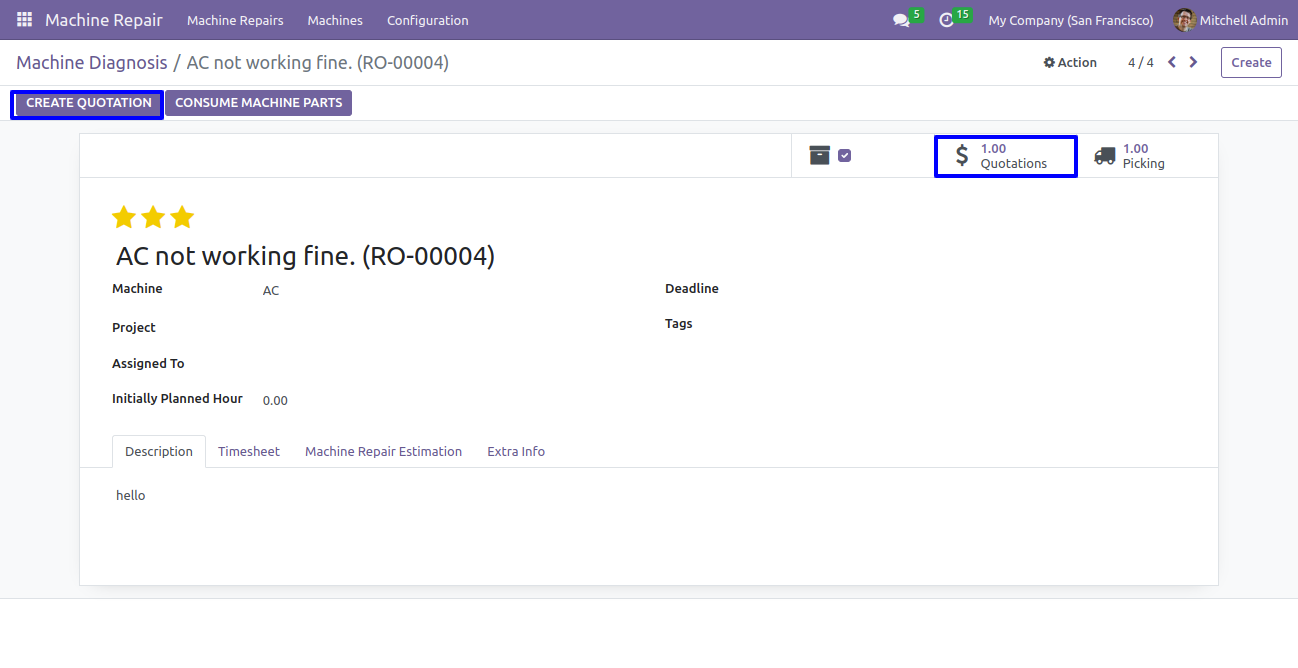 Machine Repair Machine Repairs Machines Configuration 5 15 My Company (San Francisco) Mitchell Admin
Machine Diagnosis / AC not working fine. (RO-00004) Action 4 / 4 Create
CREATE QUOTATION CONSUME MACHINE PARTS
1.00 Quotations
1.00 Picking
AC not working fine. (RO-00004)
Machine AC
Deadline
Project
Tags
Assigned To
Initially Planned Hour 0.00
Description Timesheet Machine Repair Estimation Extra Info
hello